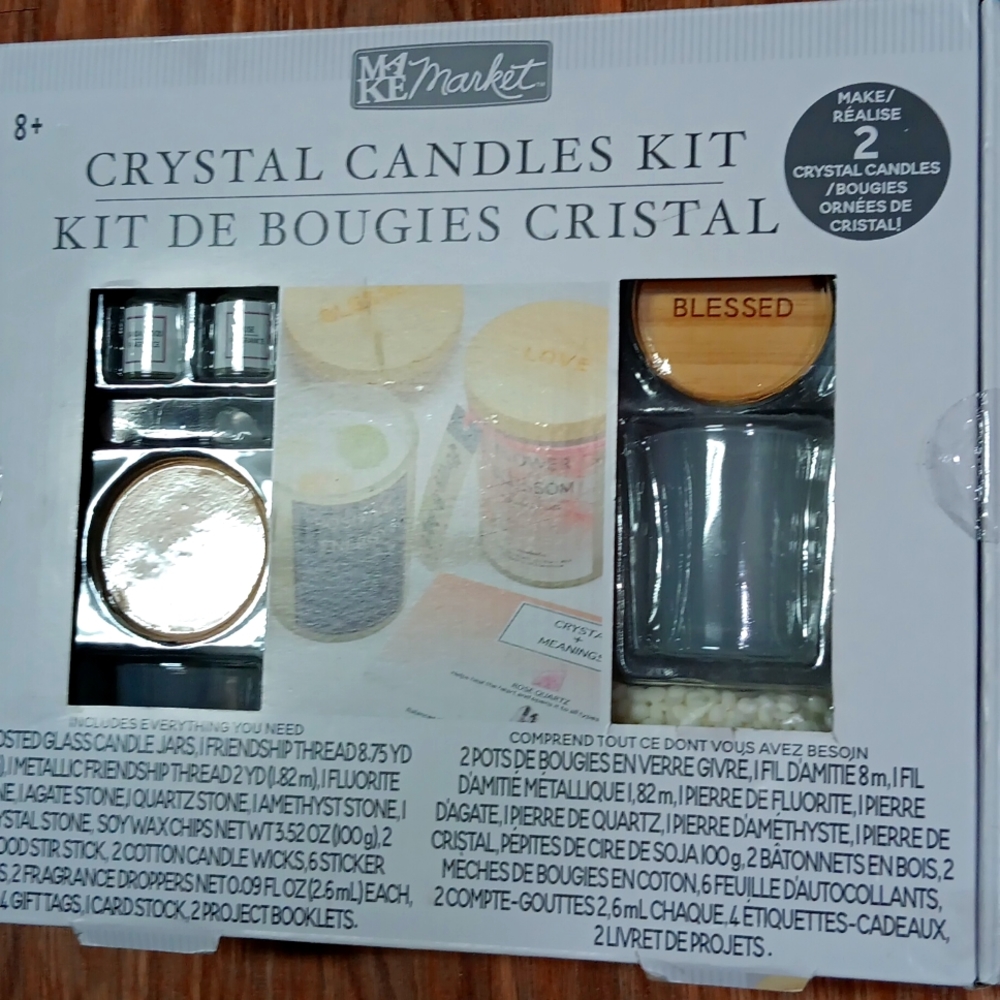 MAKE Market™
8+
MAKE/
RÉALISE
2
CRYSTAL CANDLES
/BOUGIES
ORNÉES DE
CRISTAL!
CRYSTAL CANDLES KIT
KIT DE BOUGIES CRISTAL
BLESSED
LOVE
CRYSTA
+
MEANINGS
ROSE QUARTZ
INCLUDES EVERYTHING YOU NEED
OSTED GLASS CANDLE JARS, 1 FRIENDSHIP THREAD 8.75 YD
), 1 METALLIC FRIENDSHIP THREAD 2 YD (1.82 m), 1 FLUORITE
NE, 1 AGATE STONE, 1 QUARTZ STONE, 1 AMETHYST STONE, 1
YSTAL STONE, SOY WAX CHIPS NET WT 3.52 OZ (100 g), 2
OOD STIR STICK, 2 COTTON CANDLE WICKS, 6 STICKER
S, 2 FRAGRANCE DROPPERS NET 0.09 FL OZ (2.6 mL) EACH,
4 GIFT TAGS, 1 CARD STOCK, 2 PROJECT BOOKLETS.
COMPREND TOUT CE DONT VOUS AVEZ BESOIN
2 POTS DE BOUGIES EN VERRE GIVRE, 1 FIL D'AMITIE 8 m, 1 FIL
D'AMITIÉ MÉTALLIQUE 1,82 m, 1 PIERRE DE FLUORITE, 1 PIERRE
D'AGATE, 1 PIERRE DE QUARTZ, 1 PIERRE D'AMÉTHYSTE, 1 PIERRE DE
CRISTAL, PÉPITES DE CIRE DE SOJA 100 g, 2 BÂTONNETS EN BOIS, 2
MÈCHES DE BOUGIES EN COTON, 6 FEUILLE D'AUTOCOLLANTS,
2 COMPTE-GOUTTES 2,6 mL CHAQUE, 4 ÉTIQUETTES-CADEAUX,
2 LIVRET DE PROJETS.